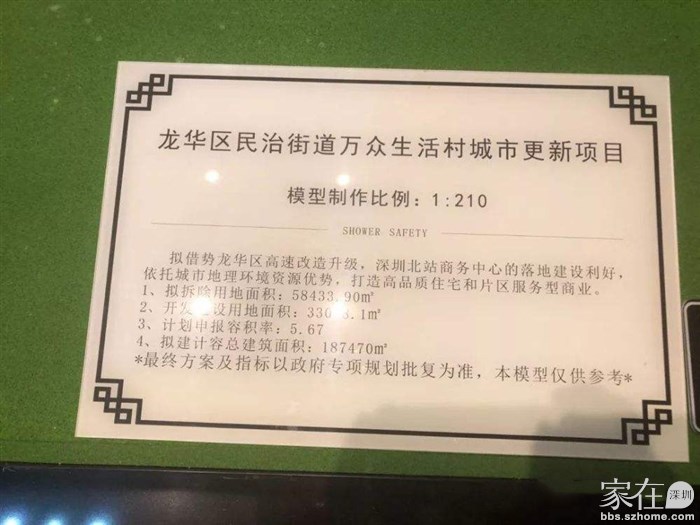 龙华区民治街道万众生活村城市更新项目
模型制作比例：1:210
SHOWER SAFETY
拟借势龙华区高速改造升级，深圳北站商务中心的落地建设利好，
依托城市地理环境资源优势，打造高品质住宅和片区服务型商业。
1、拟拆除用地面积：58433.90㎡
2、开发建设用地面积：330 .1㎡
3、计划申报容积率：5.67
4、拟建计容总建筑面积：187470㎡
*最终方案及指标以政府专项规划批复为准，本模型仅供参考*
家在深圳
bbs.szhome.com